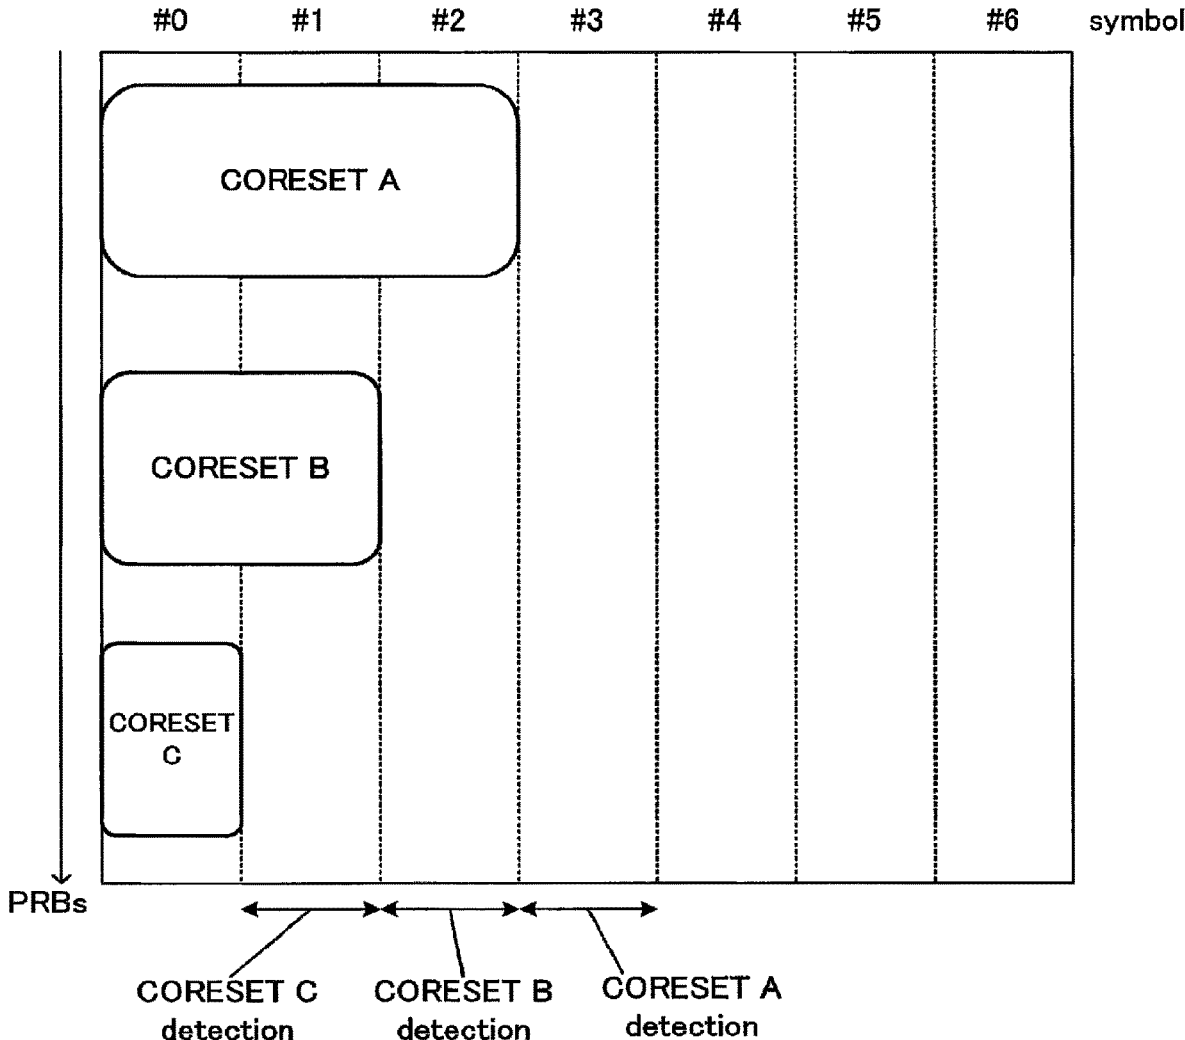 #0 #1 #2 #3 #4 #5 #6 symbol
CORESET A
CORESET B
CORESET
C
PRBs
CORESET C
detection
CORESET B
detection
CORESET A
detection